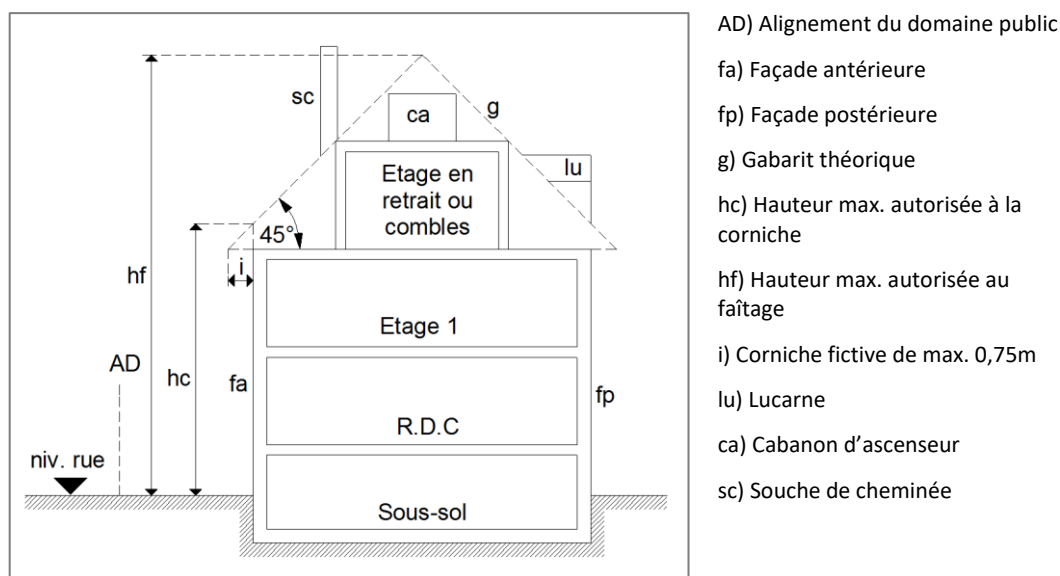 sc
ca
g
Etage en
retrait ou
combles
lu
45°
i
hf
Etage 1
AD
hc
fa
fp
R.D.C
niv. rue
Sous-sol
AD) Alignement du domaine public
fa) Façade antérieure
fp) Façade postérieure
g) Gabarit théorique
hc) Hauteur max. autorisée à la
corniche
hf) Hauteur max. autorisée au
faîtage
i) Corniche fictive de max. 0,75m
lu) Lucarne
ca) Cabanon d’ascenseur
sc) Souche de cheminée